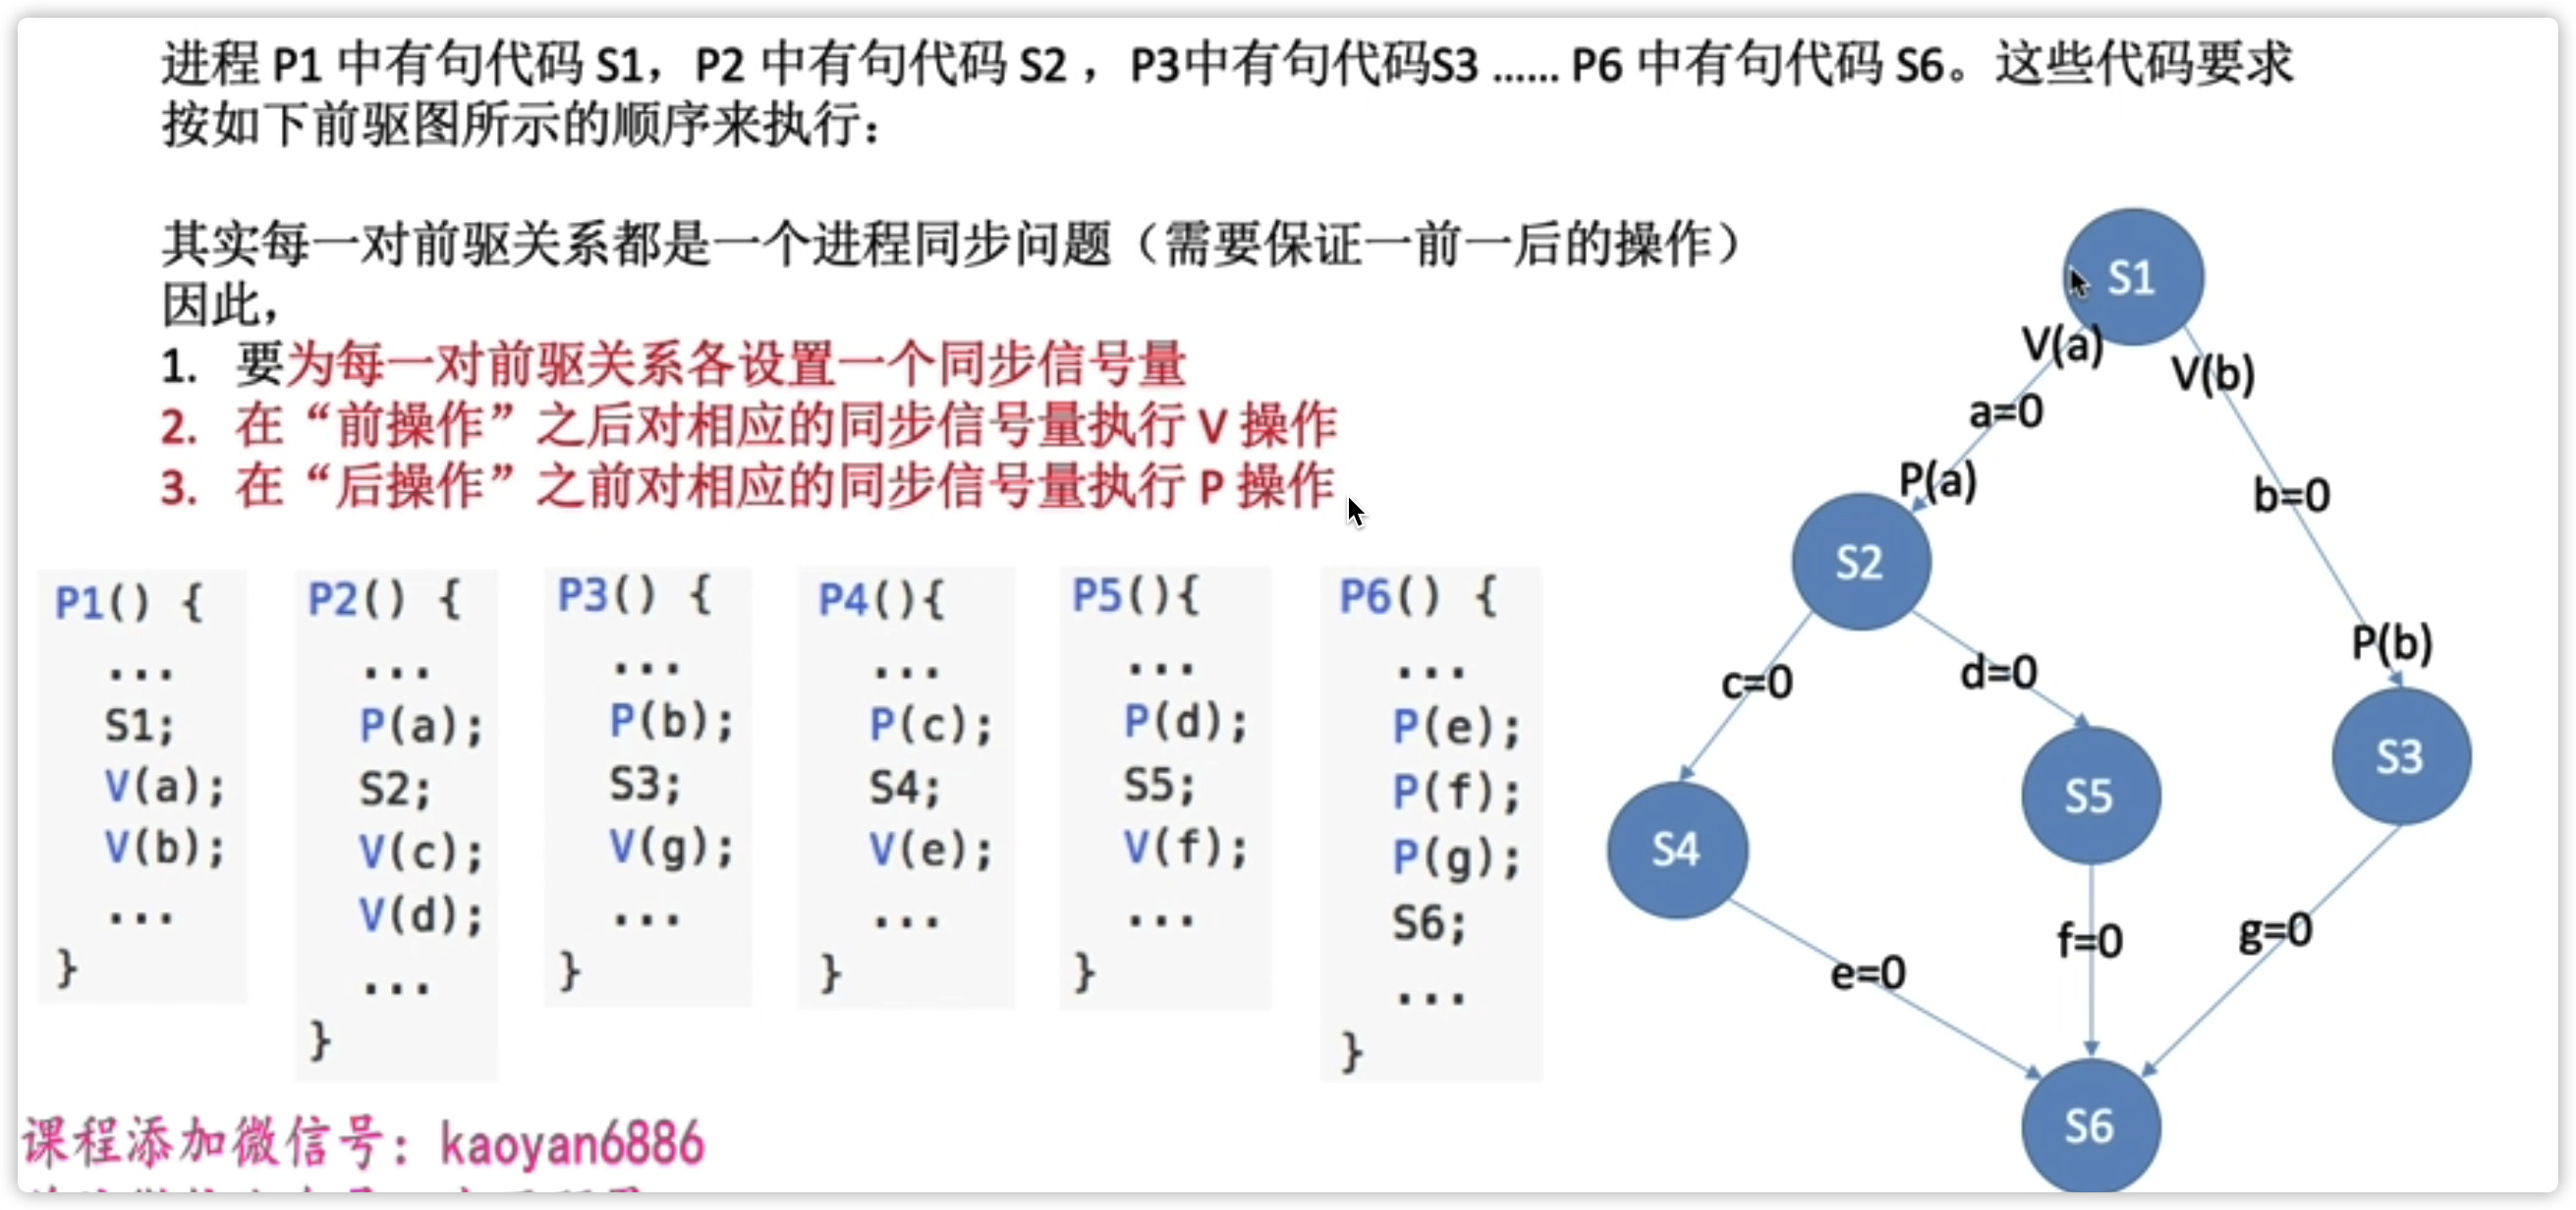 进程 P1 中有句代码 S1，P2 中有句代码 S2 ，P3中有句代码S3 …… P6 中有句代码 S6。这些代码要求
按如下前驱图所示的顺序来执行：
其实每一对前驱关系都是一个进程同步问题（需要保证一前一后的操作）
因此，
1. 要为每一对前驱关系各设置一个同步信号量
2. 在“前操作”之后对相应的同步信号量执行 V 操作
3. 在“后操作”之前对相应的同步信号量执行 P 操作
P1() {
...
S1;
V(a);
V(b);
...
}
P2() {
...
P(a);
S2;
V(c);
V(d);
...
}
P3() {
...
P(b);
S3;
V(g);
...
}
P4(){
...
P(c);
S4;
V(e);
...
}
P5(){
...
P(d);
S5;
V(f);
...
}
P6() {
...
P(e);
P(f);
P(g);
S6;
...
}
S1
V(a)
V(b)
a=0
P(a)
b=0
S2
P(b)
c=0
d=0
S3
S5
S4
g=0
f=0
e=0
S6
课程添加微信号：kaoyan6886